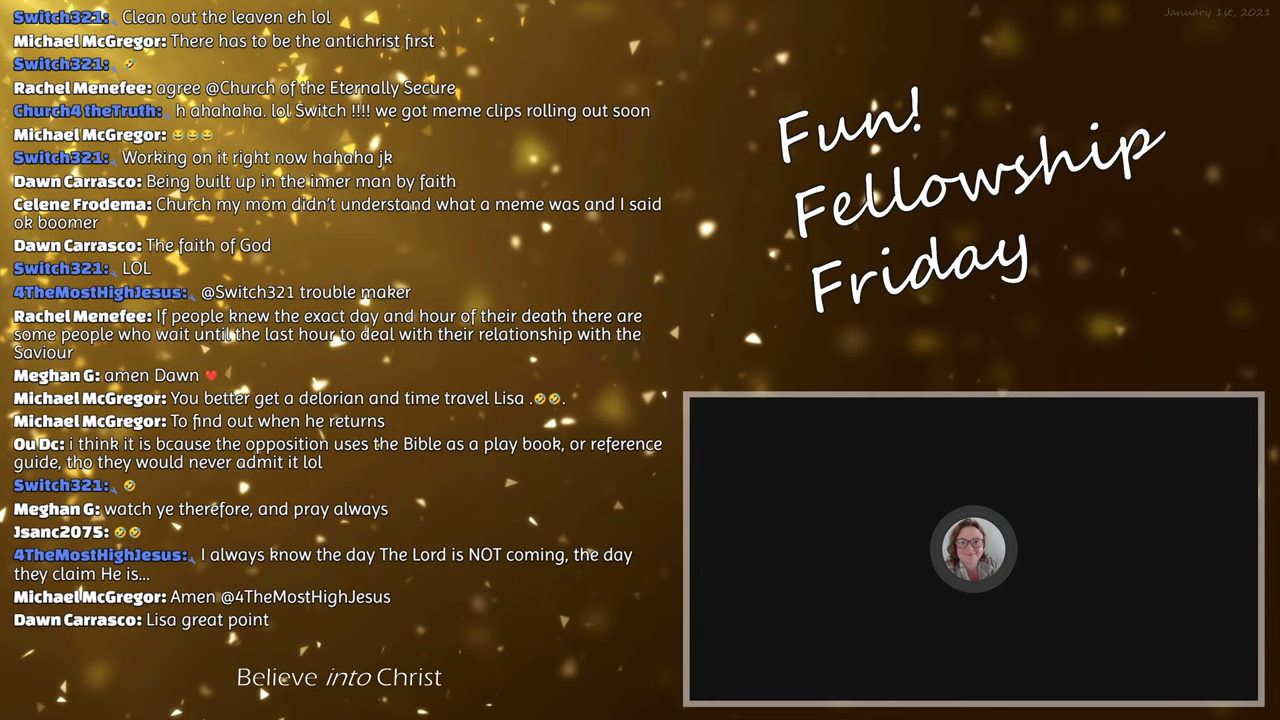 January 1st, 2021
Switch321: Clean out the leaven eh lol
Michael McGregor: There has to be the antichrist first
Switch321: 🤣
Rachel Menefee: agree @Church of the Eternally Secure
Church4theTruth: h ahahaha. lol Switch !!!! we got meme clips rolling out soon
Michael McGregor: 😂😂😂
Switch321: Working on it right now hahaha jk
Dawn Carrasco: Being built up in the inner man by faith
Celene Frodema: Church my mom didn't understand what a meme was and I said
ok boomer
Dawn Carrasco: The faith of God
Switch321: LOL
4TheMostHighJesus: @Switch321 trouble maker
Rachel Menefee: If people knew the exact day and hour of their death there are
some people who wait until the last hour to deal with their relationship with the
Saviour
Meghan G: amen Dawn ❤️
Michael McGregor: You better get a delorian and time travel Lisa .🤣🤣.
Michael McGregor: To find out when he returns
Ou Dc: i think it is bcause the opposition uses the Bible as a play book, or reference
guide, tho they would never admit it lol
Switch321: 🤣
Meghan G: watch ye therefore, and pray always
Jsanc2075: 🤣🤣
4TheMostHighJesus: I always know the day The Lord is NOT coming, the day
they claim He is...
Michael McGregor: Amen @4TheMostHighJesus
Dawn Carrasco: Lisa great point
Believe into Christ
Fun!
Fellowship
Friday